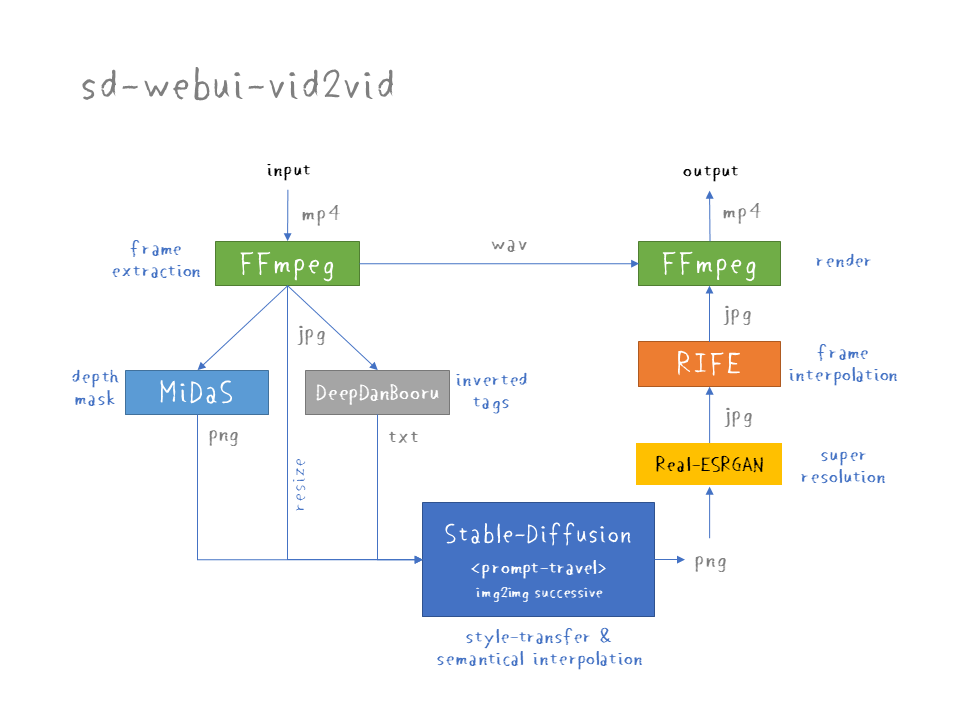 sd-webui-vid2vid
input
output
mp4
mp4
frame
extraction
FFmpeg
wav
FFmpeg
render
jpg
jpg
RIFE
frame
interpolation
depth
mask
MiDaS
DeepDanBooru
inverted
tags
jpg
png
txt
Real-ESRGAN
super
resolution
resize
Stable-Diffusion
<prompt-travel>
img2img successive
png
style-transfer &
semantical interpolation